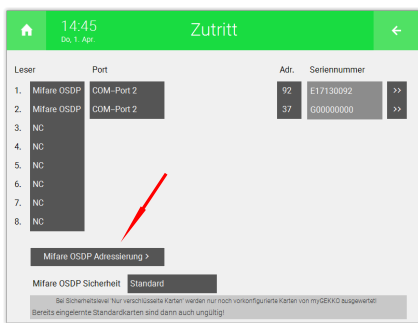 14:45 Zutritt
Do, 1. Apr.
Leser Port Adr. Seriennummer
1. Mifare OSDP COM-Port 2 92 E17130092 >>
2. Mifare OSDP COM-Port 2 37 G00000000 >>
3. NC
4. NC
5. NC
6. NC
7. NC
8. NC
Mifare OSDP Adressierung >
Mifare OSDP Sicherheit Standard
Bei Sicherheitslevel 'Nur verschlüsselte Karten' werden nur noch vorkonfigurierte Karten von myGEKKO ausgewertet!
Bereits eingelernte Standardkarten sind dann auch ungültig!